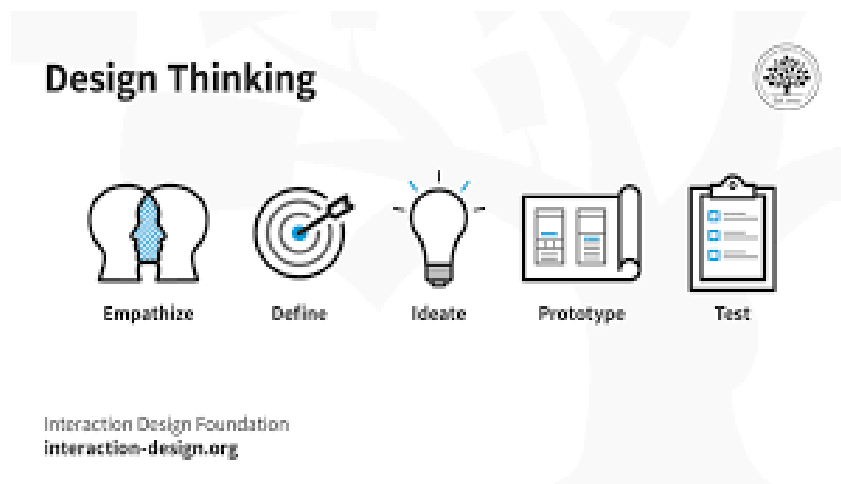 Design Thinking
Empathize
Define
Ideate
Prototype
Test
Interaction Design Foundation
interaction-design.org